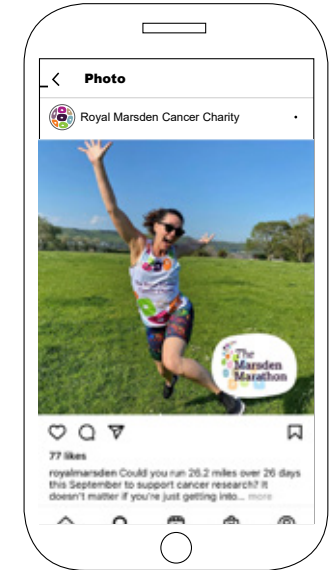 Photo
Royal Marsden Cancer Charity
The
Marsden
Marathon
77 likes
royalmarsden Could you run 26.2 miles over 26 days
this September to support cancer research? It
doesn't matter if you're just getting into... more